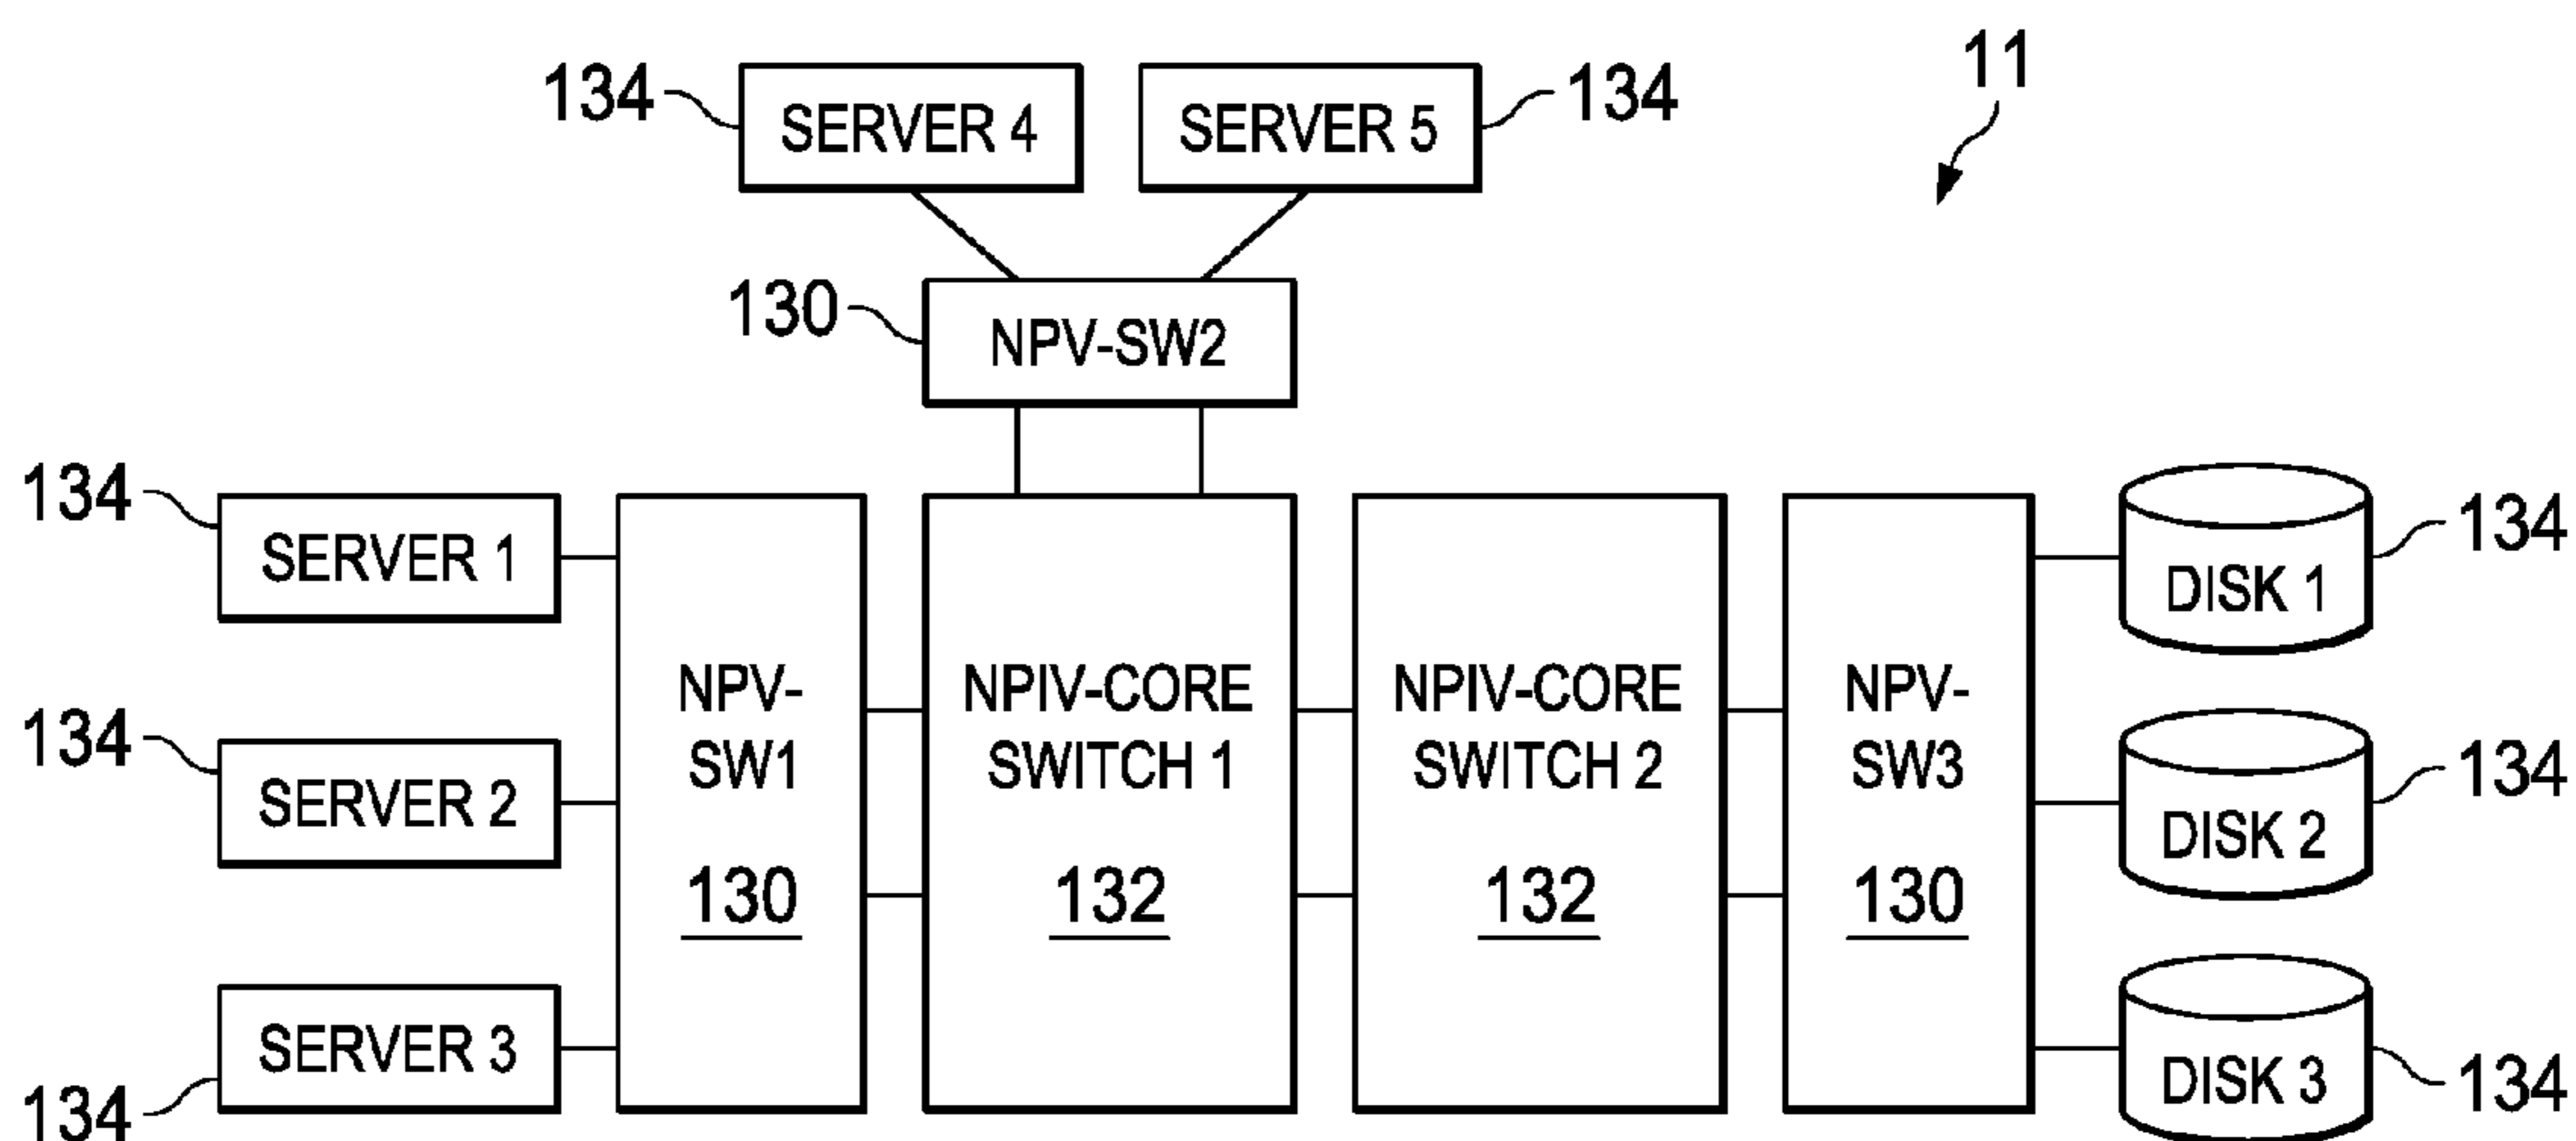 11
134
SERVER 4
SERVER 5
134
130
NPV-SW2
134
SERVER 1
134
SERVER 2
134
SERVER 3
NPV-
SW1
130
NPIV-CORE
SWITCH 1
132
NPIV-CORE
SWITCH 2
132
NPV-
SW3
130
DISK 1
134
DISK 2
134
DISK 3
134